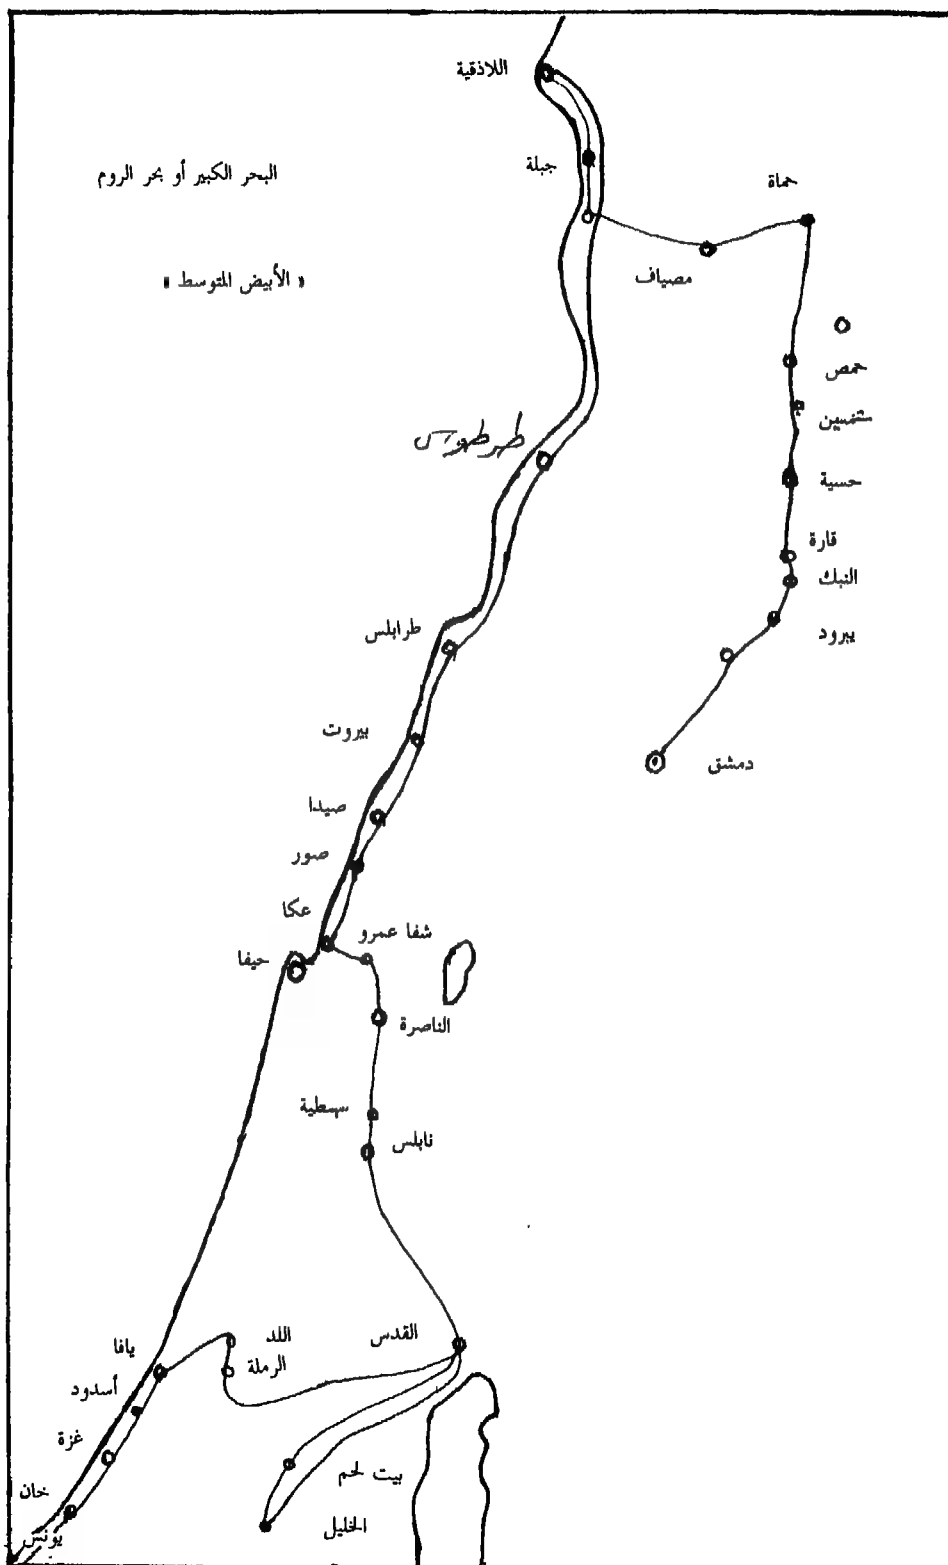 اللاذقية
جبلة
البحر الكبير أو بحر الروم
حماة
« الأبيض المتوسط »
مصياف
حمص
حسية
طرطوس
قارة
النبك
طرابلس
يبرود
بيروت
دمشق
صيدا
صور
عكا
شفا عمرو
حيفا
الناصرة
نابلس
القدس
اللد
يافا
الرملة
أسدود
غزة
بيت لحم
خان
يونس
الخليل